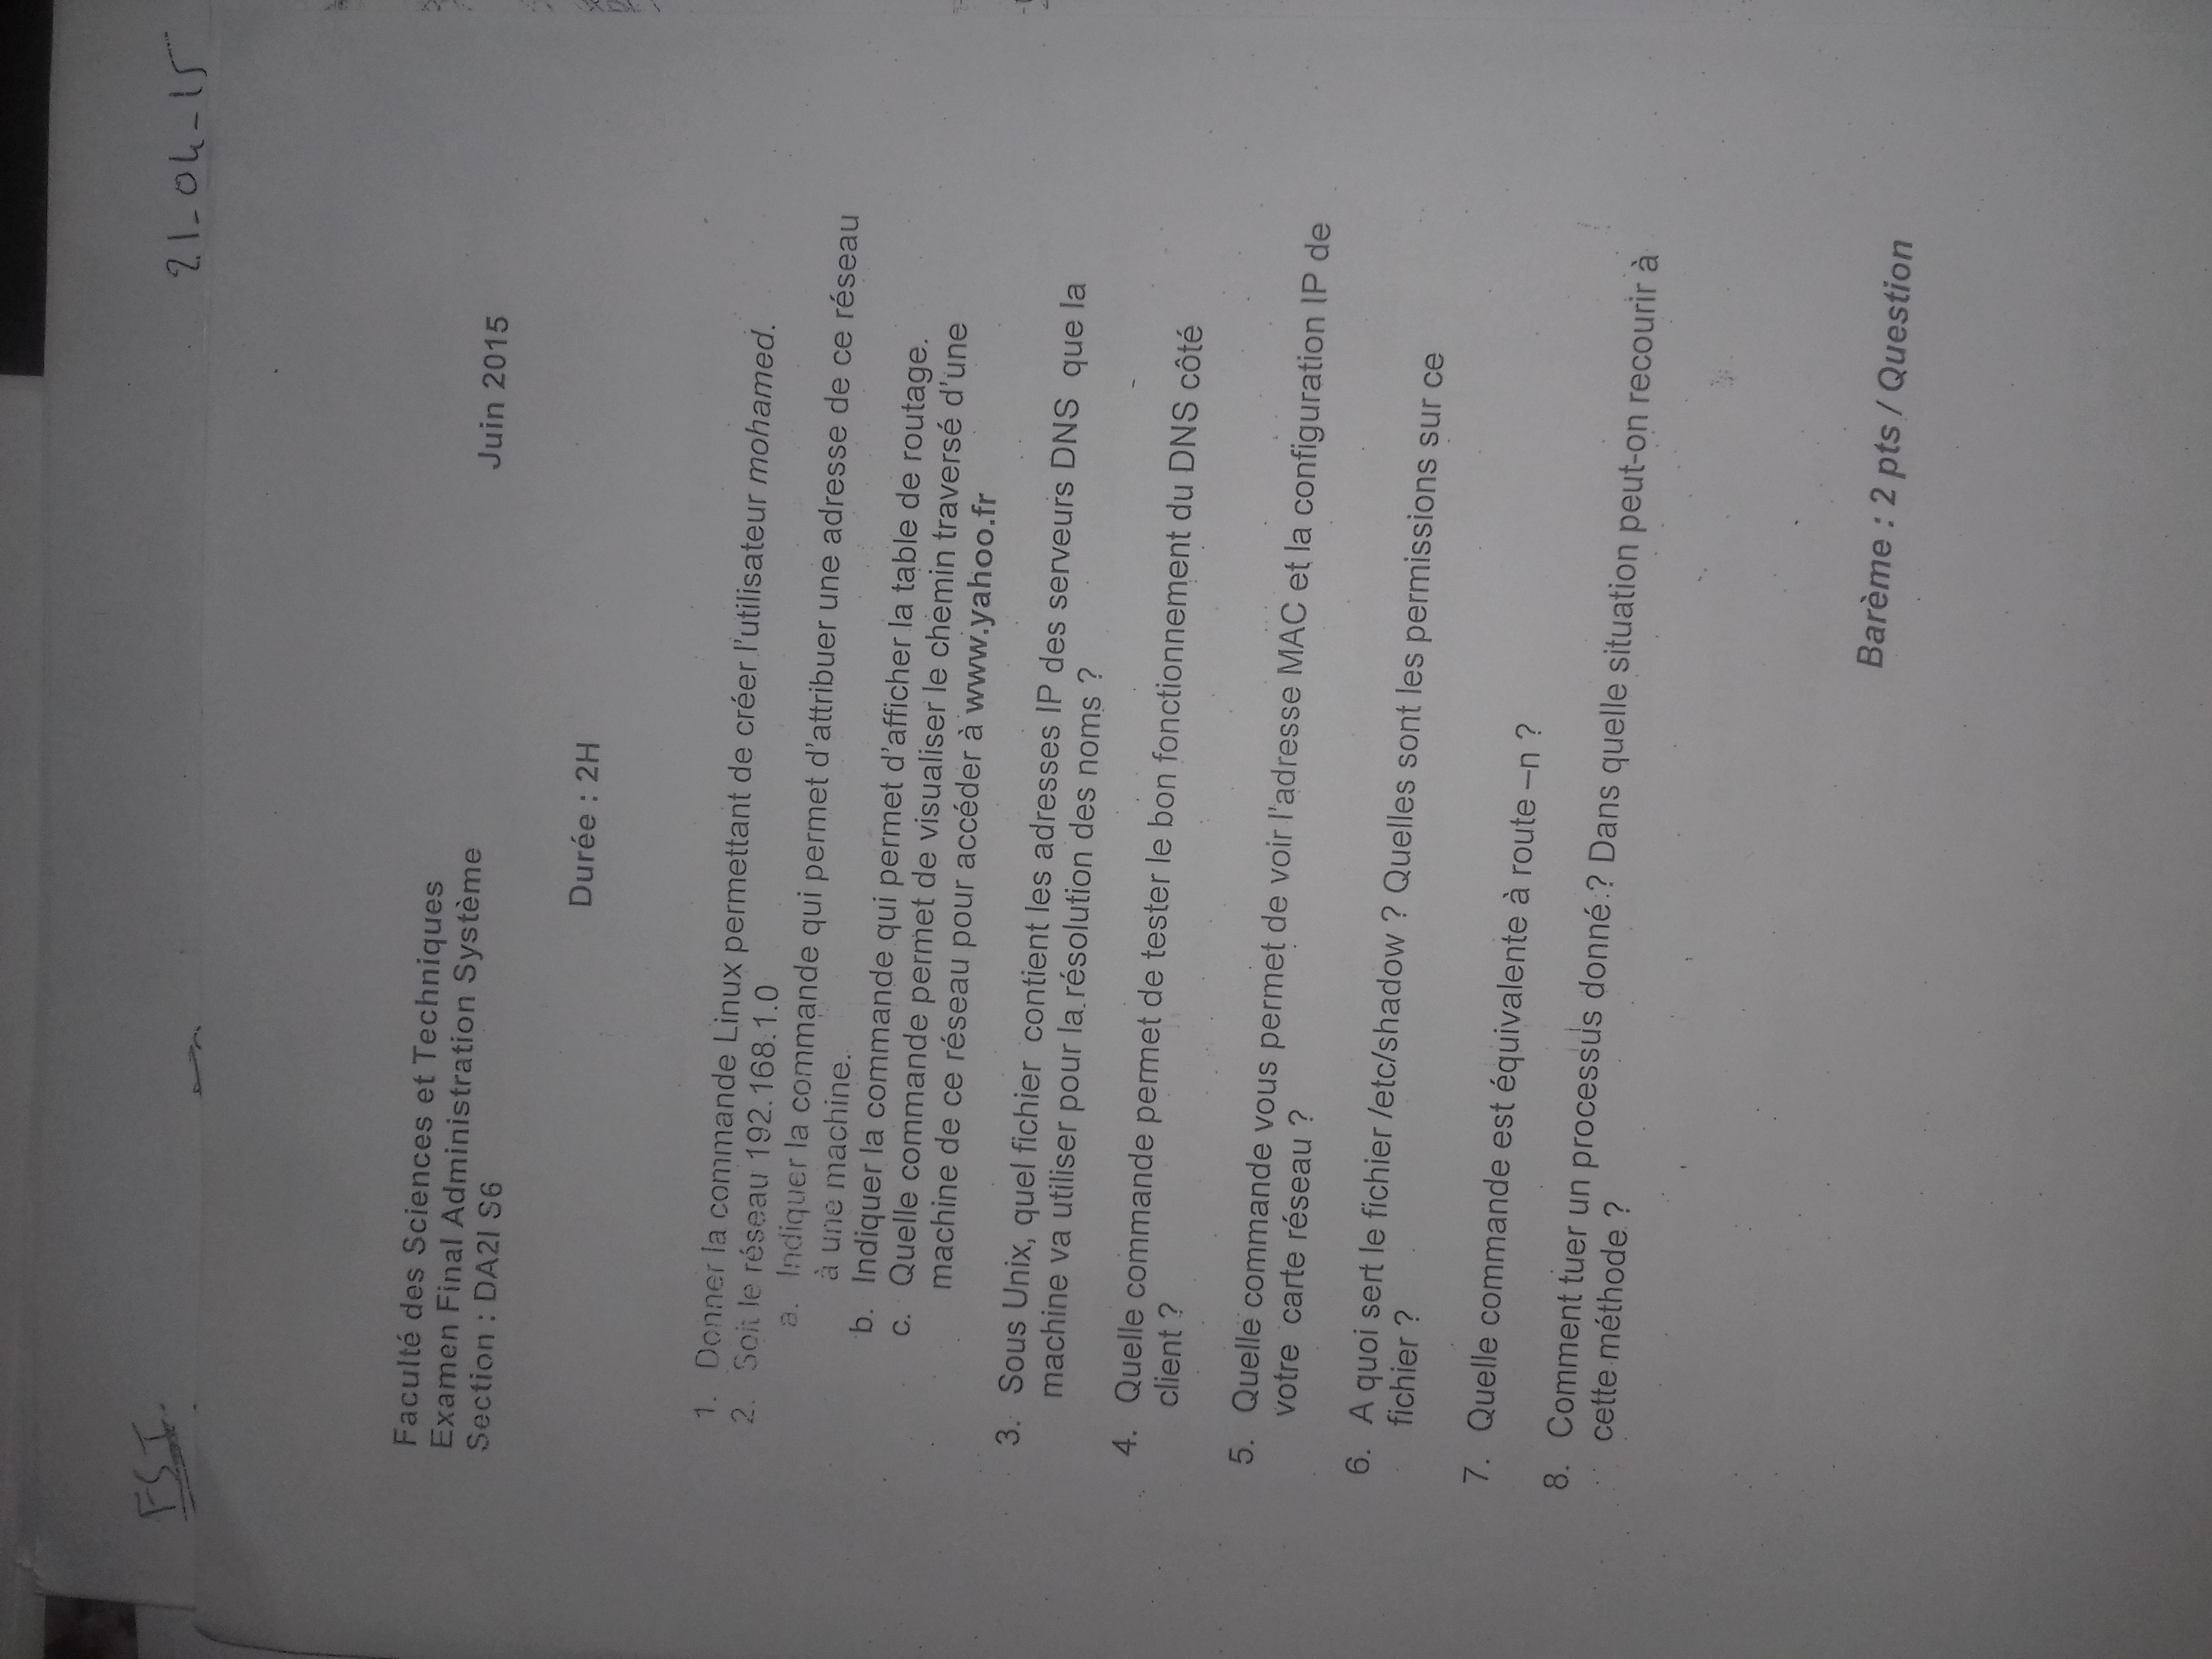 FSI.
21-04-15
Faculté des Sciences et Techniques
Examen Final Administration Système
Section : DA2I S6
Juin 2015
Durée : 2H
1. Donner la commande Linux permettant de créer l'utilisateur mohamed.
2. Soit le réseau 192.168.1.0
a. Indiquer la commande qui permet d'attribuer une adresse de ce réseau
à une machine.
b. Indiquer la commande qui permet d'afficher la table de routage.
c. Quelle commande permet de visualiser le chemin traversé d'une
machine de ce réseau pour accéder à www.yahoo.fr
3. Sous Unix, quel fichier contient les adresses IP des serveurs DNS que la
machine va utiliser pour la résolution des noms ?
4. Quelle commande permet de tester le bon fonctionnement du DNS côté
client ?
5. Quelle commande vous permet de voir l'adresse MAC et la configuration IP de
votre carte réseau ?
6. A quoi sert le fichier /etc/shadow ? Quelles sont les permissions sur ce
fichier ?
7. Quelle commande est équivalente à route –n ?
8. Comment tuer un processus donné ? Dans quelle situation peut-on recourir à
cette méthode ?
Barème : 2 pts / Question